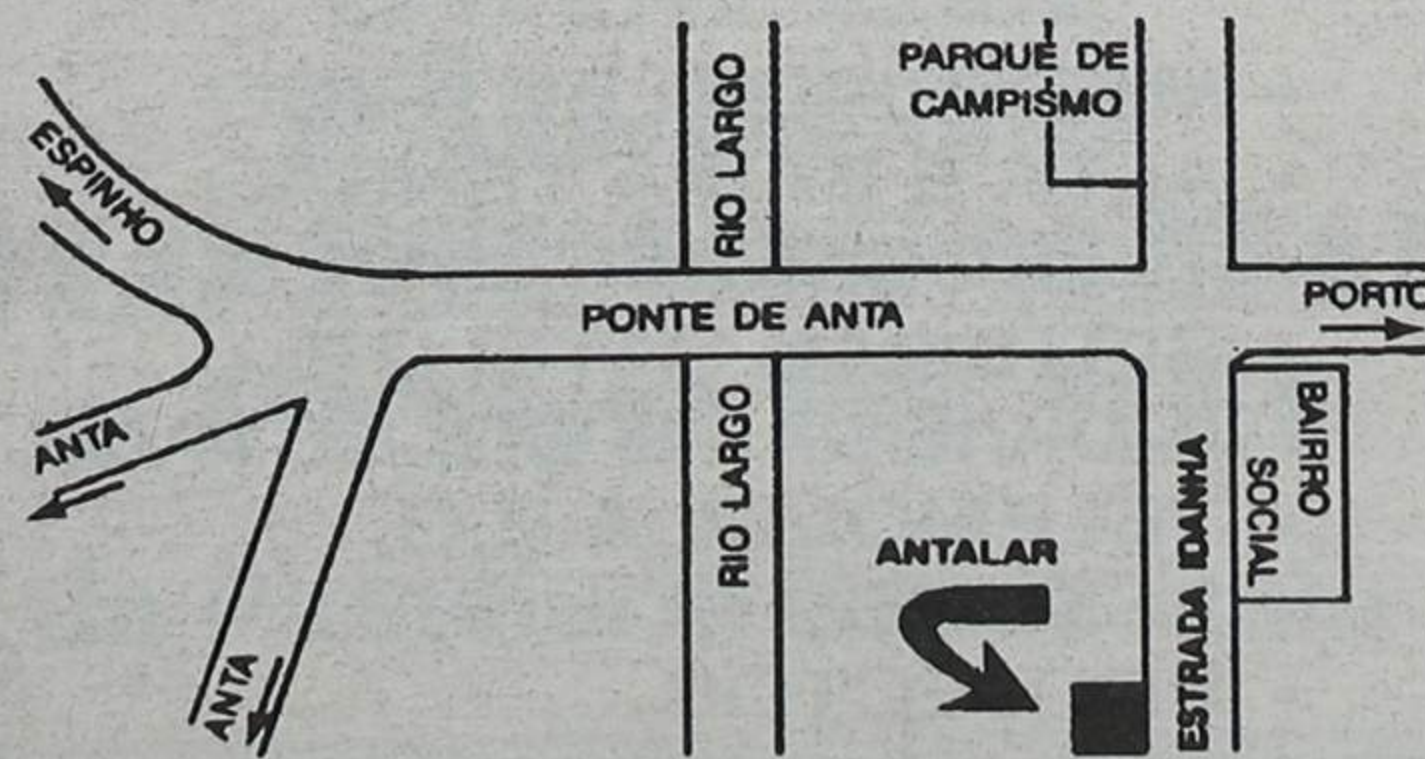 PARQUE DE
CAMPISMO
RIO LARGO
ESPINHO
PORTO
PONTE DE ANTA
ANTA
RIO LARGO
BAIRRO
SOCIAL
ESTRADA IDANHA
ANTALAR
ANTA